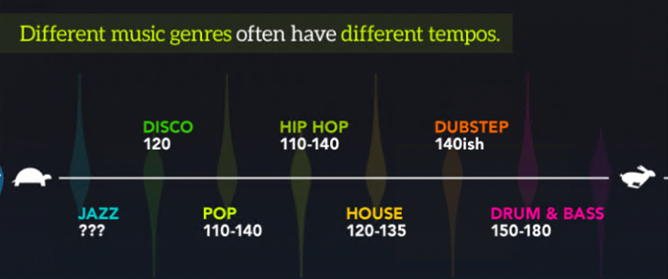 Different music genres often have different tempos.
DISCO
120
HIP HOP
110-140
DUBSTEP
140ish
JAZZ
???
POP
110-140
HOUSE
120-135
DRUM & BASS
150-180